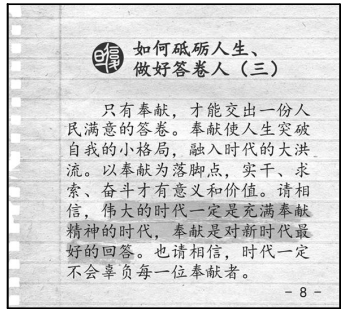 如何砥砺人生、
做好答卷人（三）
只有奉献，才能交出一份人
民满意的答卷。奉献使人生突破
自我的小格局，融入时代的大洪
流。以奉献为落脚点，实干、求
索、奋斗才有意义和价值。请相
信，伟大的时代一定是充满奉献
精神的时代，奉献是对新时代最
好的回答。也请相信，时代一定
不会辜负每一位奉献者。
- 8 -